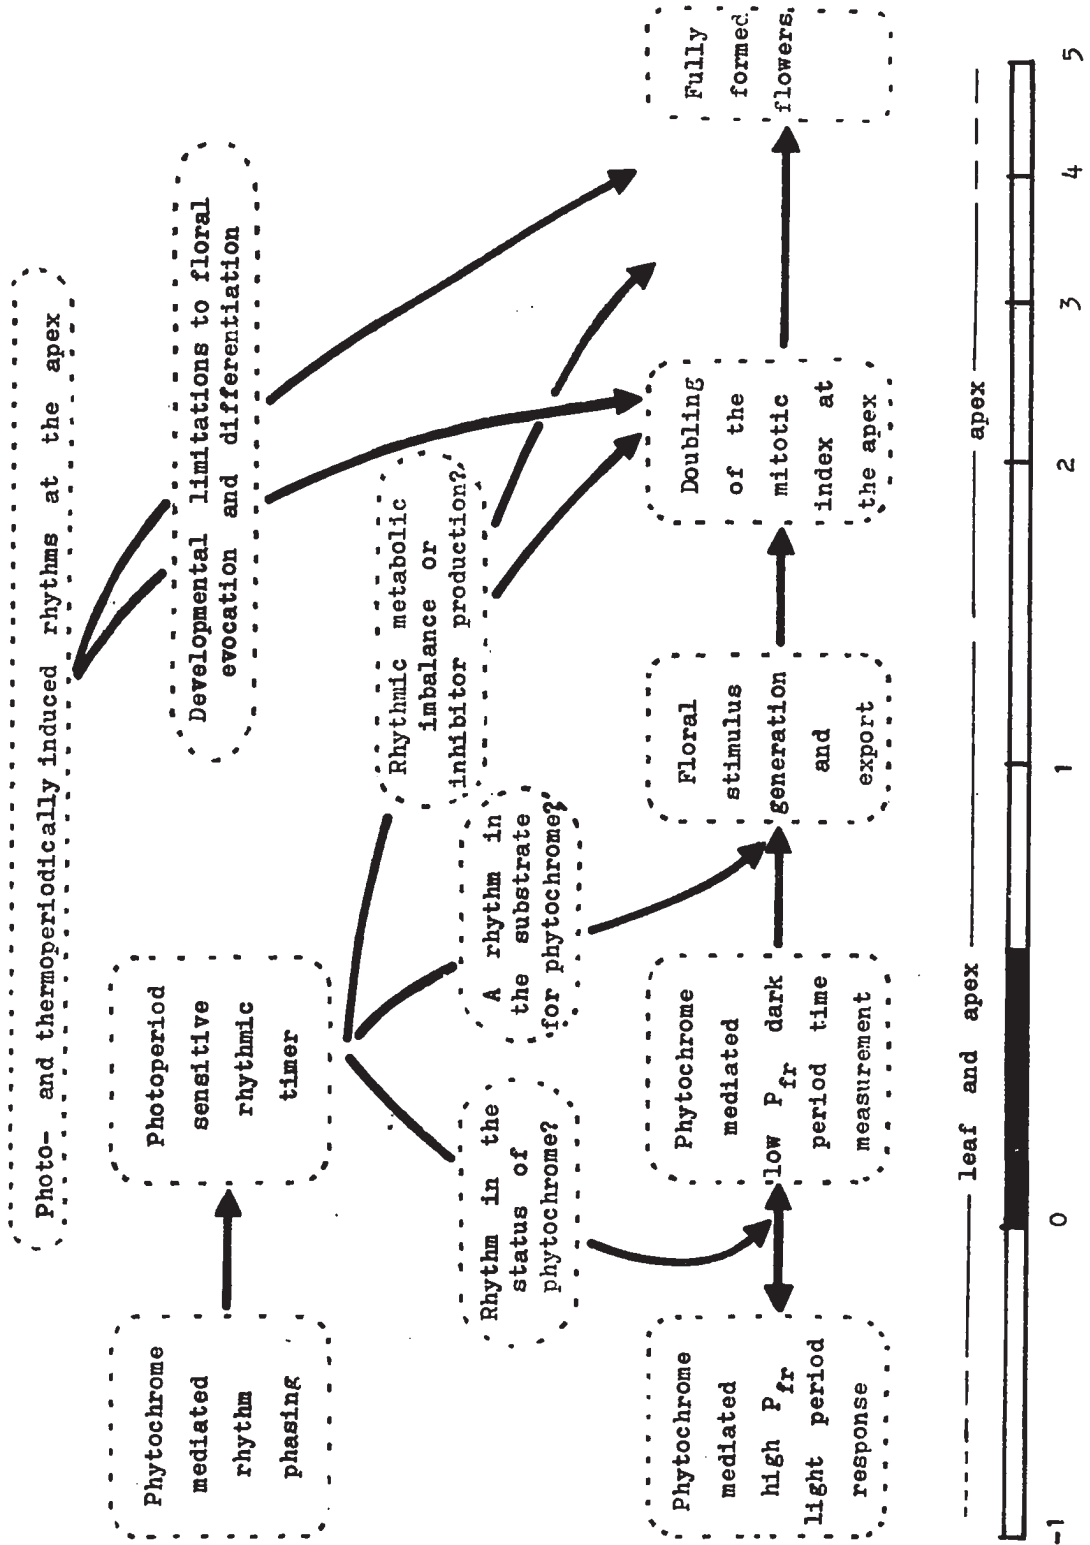 Photo- and thermoperiodically induced rhythms at the apex
Developmental limitations to floral
evocation and differentiation
Phytochrome
mediated
rhythm
phasing
Photoperiod
sensitive
rhythmic
timer
Rhythmic metabolic
imbalance or
inhibitor production?
Rhythm in the
status of
phytochrome?
A rhythm in
the substrate
for phytochrome?
Phytochrome
mediated
high Pfr
light period
response
Phytochrome
mediated
low Pfr dark
period time
measurement
Floral
stimulus
generation
and
export
Doubling
of the
mitotic
index at
the apex
Fully
formed
flowers.
leaf and apex
apex
-1 0 1 2 3 4 5